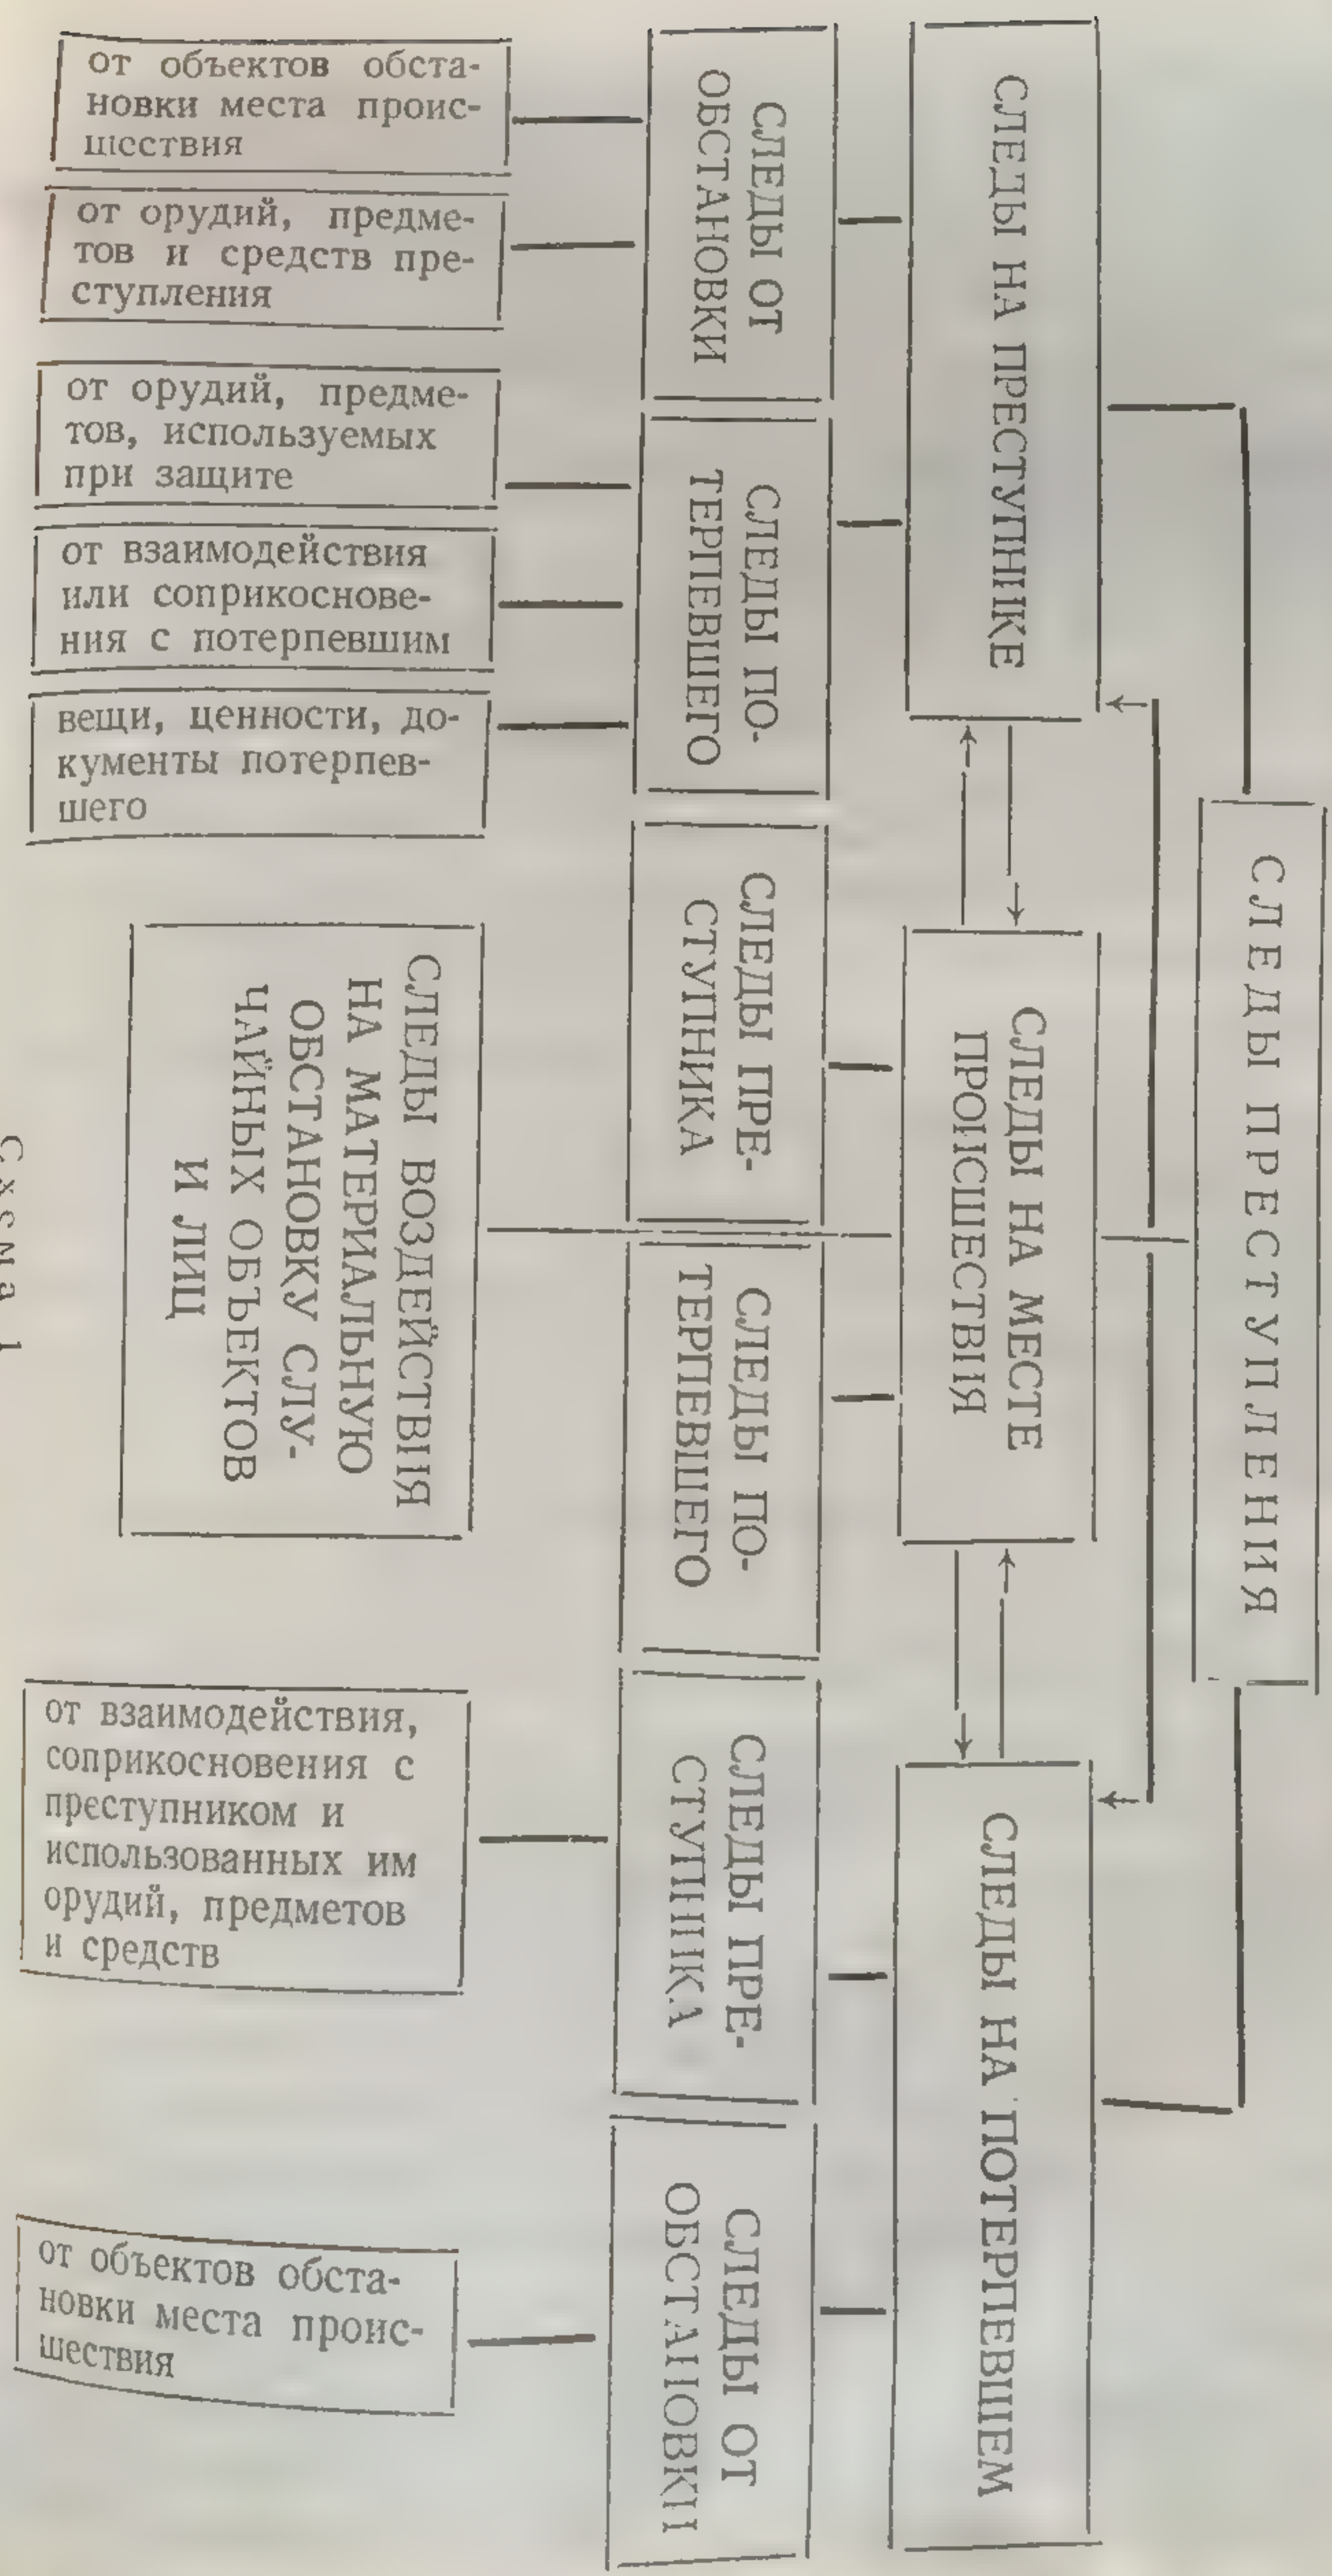 СЛЕДЫ ПРЕСТУПЛЕНИЯ
СЛЕДЫ НА ПРЕСТУПНИКЕ
СЛЕДЫ НА МЕСТЕ
ПРОИСШЕСТВИЯ
СЛЕДЫ НА ПОТЕРПЕВШЕМ
СЛЕДЫ ОТ
ОБСТАНОВКИ
СЛЕДЫ ПО-
ТЕРПЕВШЕГО
СЛЕДЫ ПРЕ-
СТУПНИКА
СЛЕДЫ ПО-
ТЕРПЕВШЕГО
СЛЕДЫ ПРЕ-
СТУПНИКА
СЛЕДЫ ОТ
ОБСТАНОВКИ
от объектов обста-
новки места проис-
шествия
от орудий, предме-
тов и средств пре-
ступления
от орудий, предме-
тов, используемых
при защите
от взаимодействия
или соприкоснове-
ния с потерпевшим
вещи, ценности, до-
кументы потерпев-
шего
СЛЕДЫ ВОЗДЕЙСТВИЯ
НА МАТЕРИАЛЬНУЮ
ОБСТАНОВКУ СЛУ-
ЧАЙНЫХ ОБЪЕКТОВ
И ЛИЦ
от взаимодействия,
соприкосновения с
преступником и
использованных им
орудий, предметов
и средств
от объектов обста-
новки места проис-
шествия
Схема 1